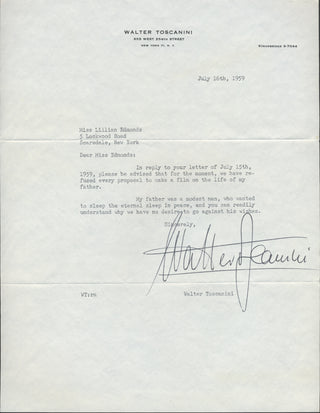 WALTER TOSCANINI
NEW YORK 71, N. Y.
July 16th, 1959
Miss Lillian Edmonds
5 Lockwood Road
Scarsdale, New York
Dear Miss Edmonds:
In reply to your letter of July 15th,
1959, please be advised that for the moment, we have re-
fused every proposal to make a film on the life of my
father.
My father was a modest man, who wanted
to sleep the eternal sleep in peace, and you can readily
understand why we have no desire to go against his wishes.
Sincerely,
Walter Toscanini
WT:rm
Walter Toscanini